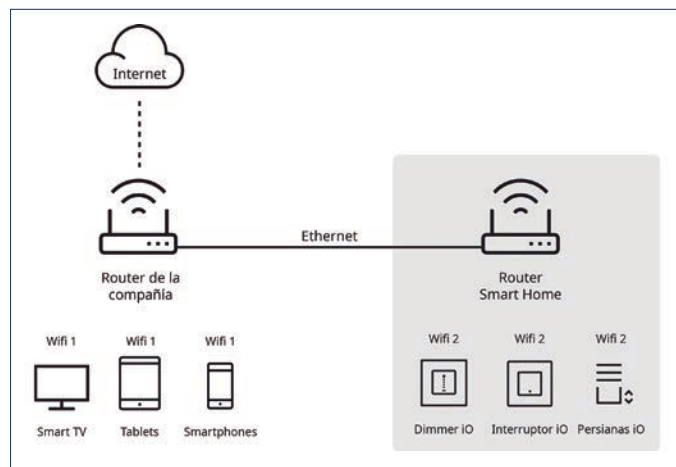 Internet
Ethernet
Router de la
compañía
Router
Smart Home
Wifi 1
Wifi 1
Wifi 1
Wifi 2
Wifi 2
Wifi 2
Smart TV
Tablets
Smartphones
Dimmer iO
Interruptor iO
Persianas iO